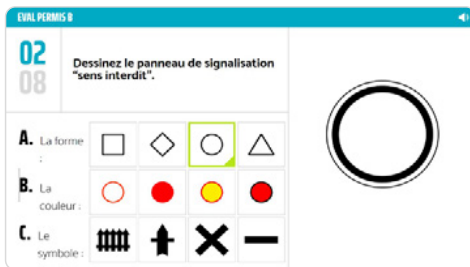 EVAL PERMIS B
02
08
Dessinez le panneau de signalisation
"sens interdit".
A. La forme
:
B. La
couleur :
C. Le
symbole :